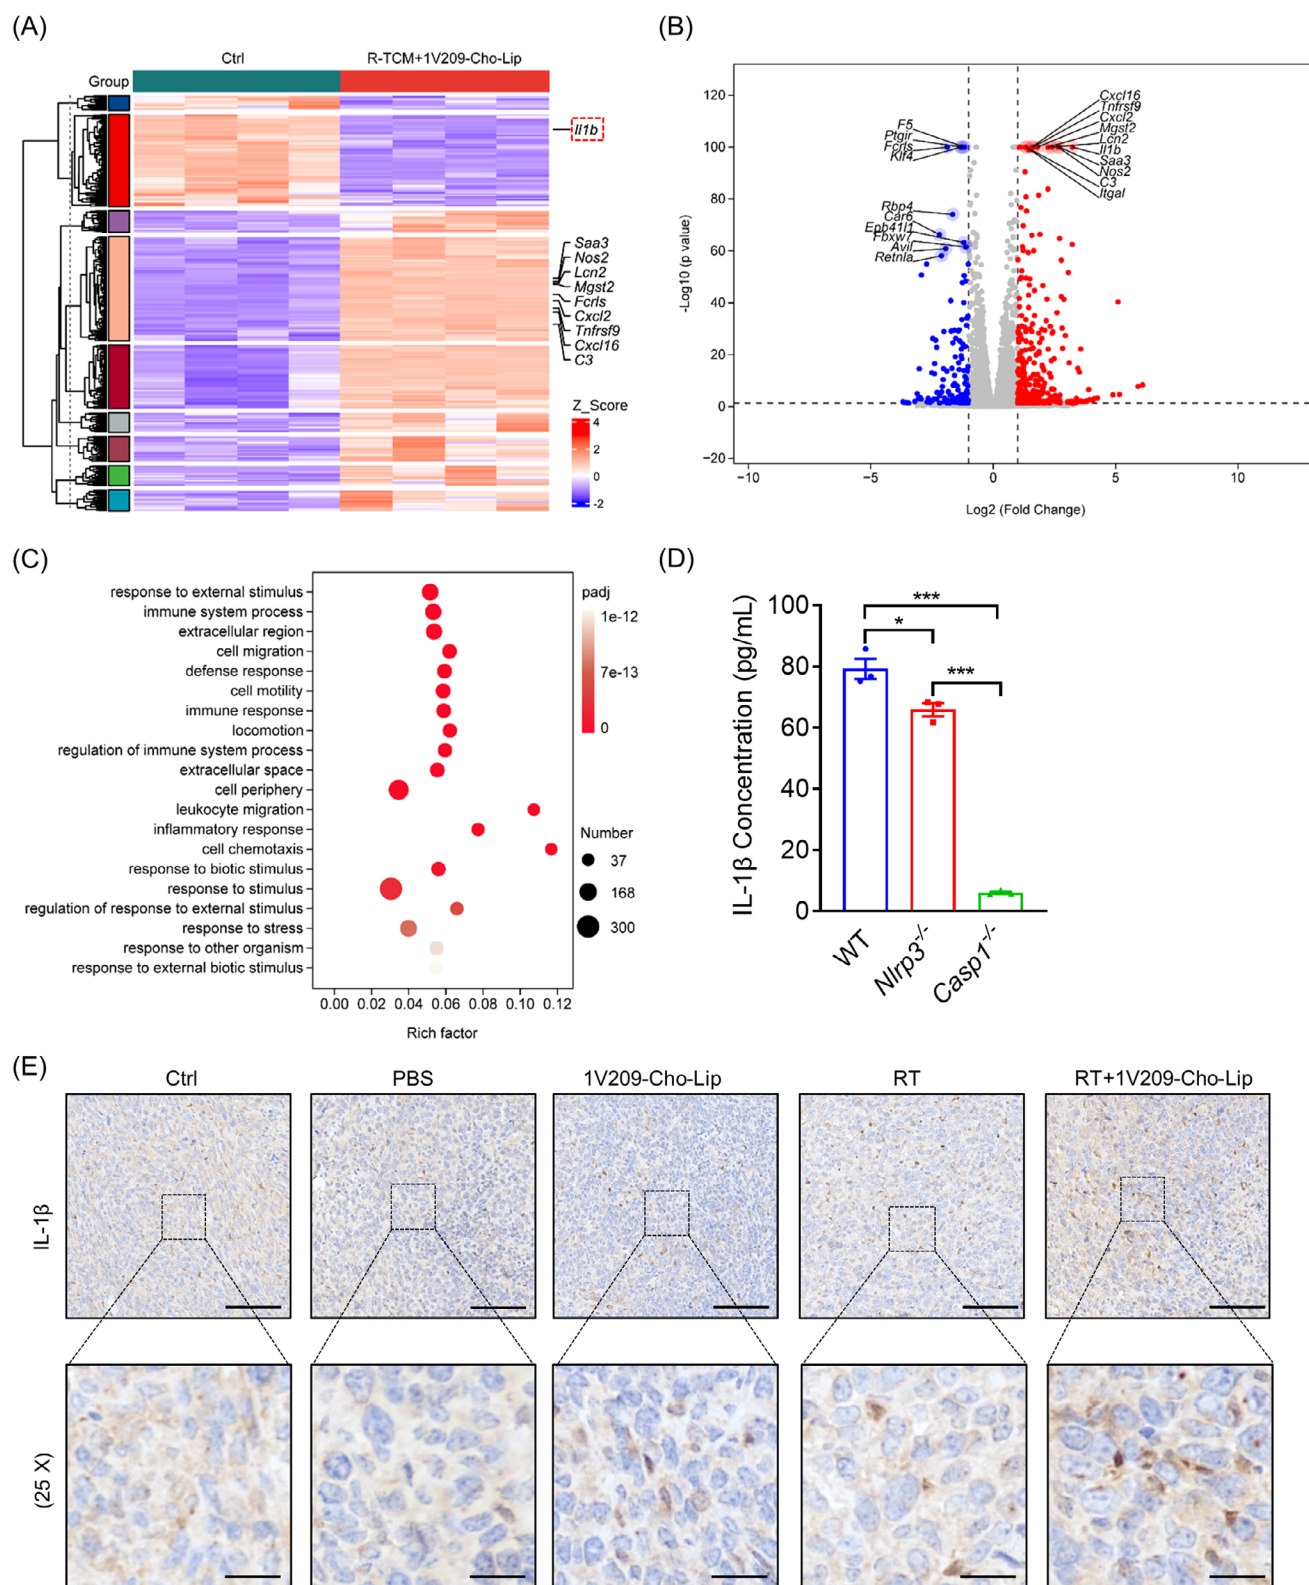 (A)
Ctrl
R-TCM+1V209-Cho-Lip
Group
Il1b
Saa3
Nos2
Lcn2
Mgst2
Fcrls
Cxcl2
Tnfrsf9
Cxcl16
C3
Z_Score
4
2
0
-2
(B)
120
100
80
60
40
20
0
−20
-Log10 (p value)
F5
Ptgir
Fcrls
Klf4
Rbp4
Car6
Epb41l1
Fbxw7
Avil
Retnla
Cxcl16
Tnfrsf9
Cxcl2
Mgst2
Lcn2
Il1b
Saa3
Nos2
C3
Itgal
−10
−5
0
5
10
Log2 (Fold Change)
(C)
response to external stimulus
immune system process
extracellular region
cell migration
defense response
cell motility
immune response
locomotion
regulation of immune system process
extracellular space
cell periphery
leukocyte migration
inflammatory response
cell chemotaxis
response to biotic stimulus
response to stimulus
regulation of response to external stimulus
response to stress
response to other organism
response to external biotic stimulus
0.00 0.02 0.04 0.06 0.08 0.10 0.12
Rich factor
padj
1e-12
7e-13
0
Number
37
168
300
(D)
IL-1β Concentration (pg/mL)
100
80
60
40
20
0
***
*
***
WT
Nlrp3-/-
Casp1-/-
(E)
Ctrl
PBS
1V209-Cho-Lip
RT
RT+1V209-Cho-Lip
IL-1β
(25 X)